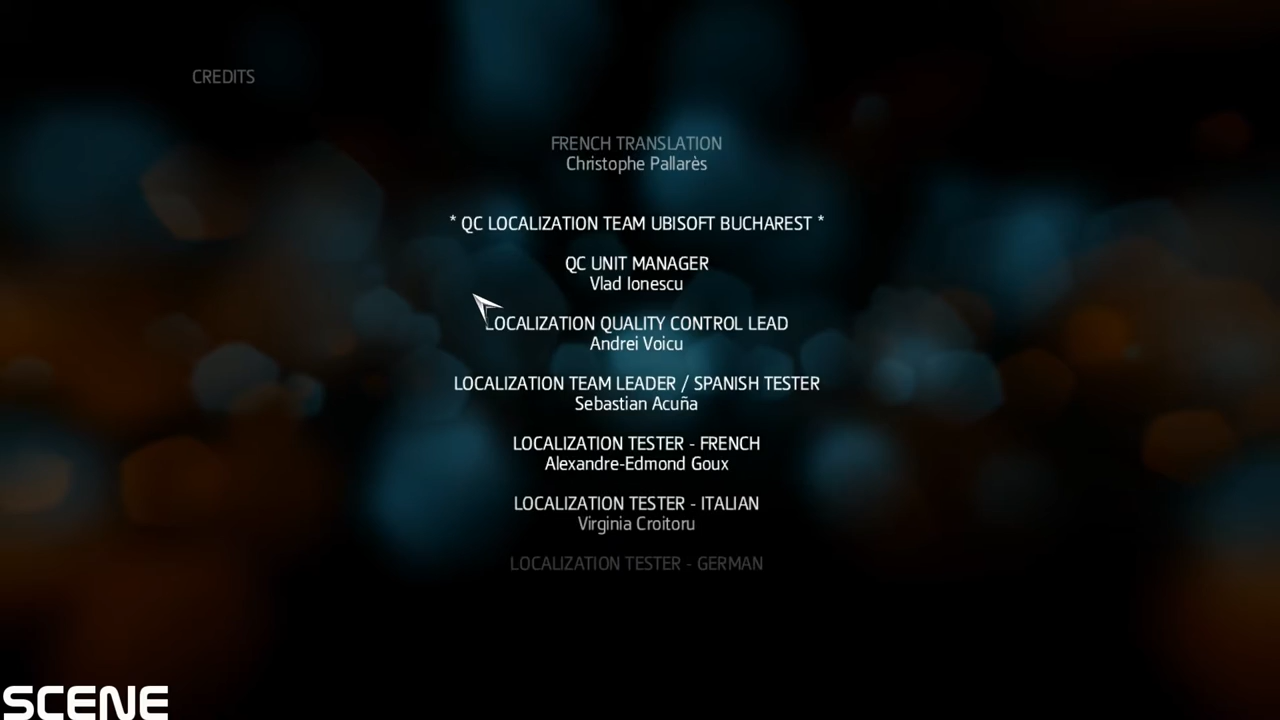 CREDITS
FRENCH TRANSLATION
Christophe Pallarès
* QC LOCALIZATION TEAM UBISOFT BUCHAREST *
QC UNIT MANAGER
Vlad Ionescu
LOCALIZATION QUALITY CONTROL LEAD
Andrei Voicu
LOCALIZATION TEAM LEADER / SPANISH TESTER
Sebastian Acuña
LOCALIZATION TESTER - FRENCH
Alexandre-Edmond Goux
LOCALIZATION TESTER - ITALIAN
Virginia Croitoru
LOCALIZATION TESTER - GERMAN
SCENE